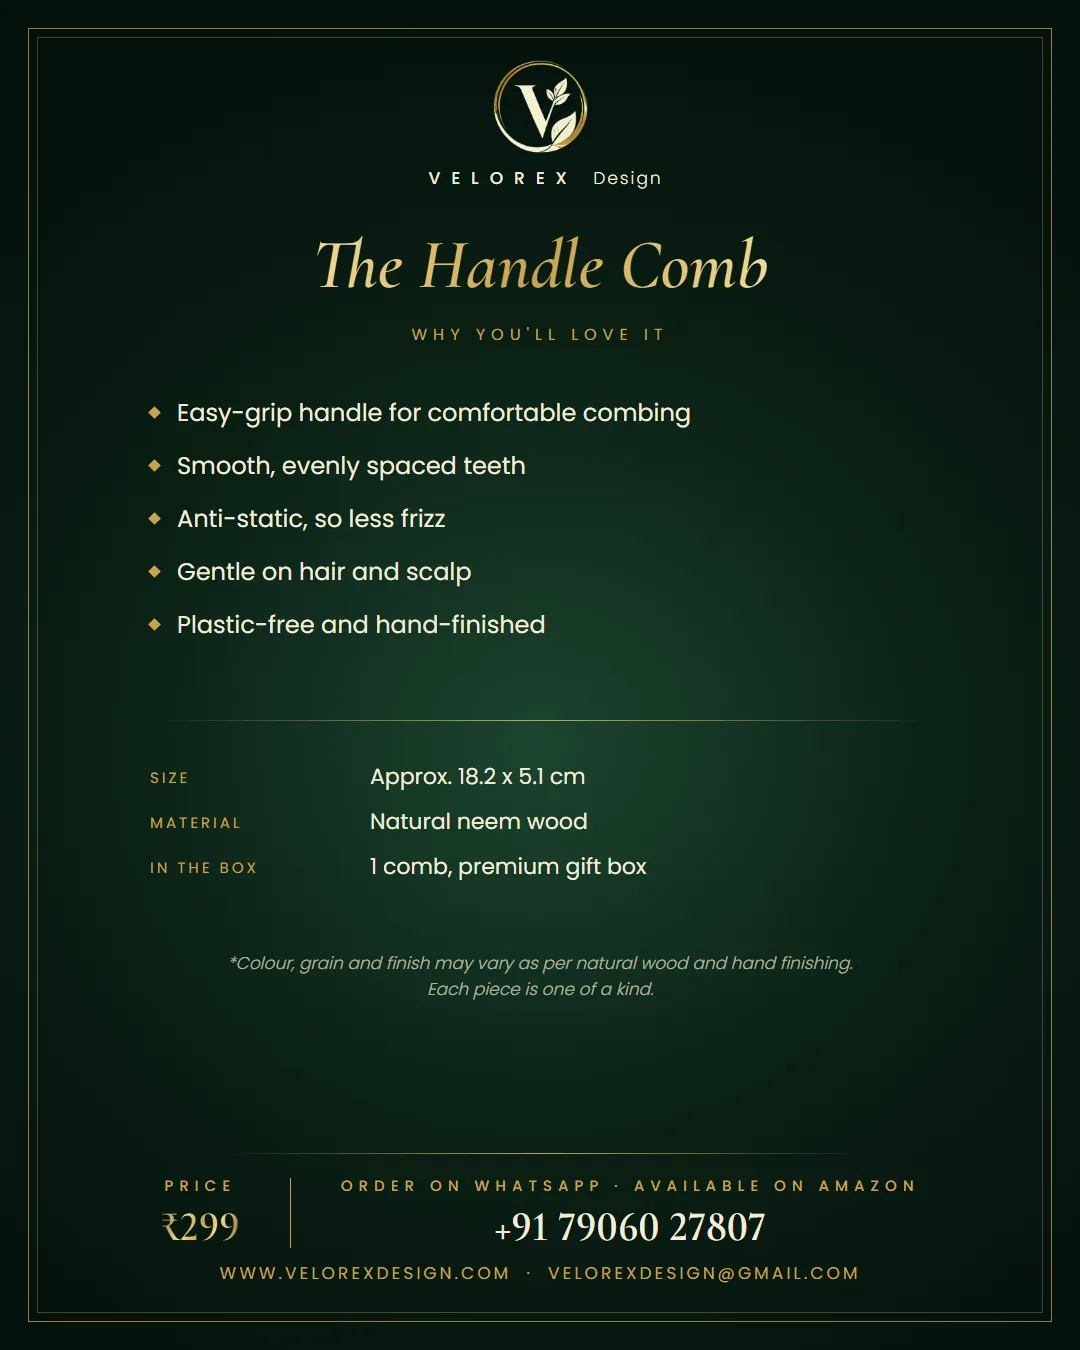 V
VELOREX Design
The Handle Comb
WHY YOU'LL LOVE IT
Easy-grip handle for comfortable combing
Smooth, evenly spaced teeth
Anti-static, so less frizz
Gentle on hair and scalp
Plastic-free and hand-finished
SIZE Approx. 18.2 x 5.1 cm
MATERIAL Natural neem wood
IN THE BOX 1 comb, premium gift box
*Colour, grain and finish may vary as per natural wood and hand finishing.
Each piece is one of a kind.
PRICE
₹299
ORDER ON WHATSAPP · AVAILABLE ON AMAZON
+91 79060 27807
WWW.VELOREXDESIGN.COM · VELOREXDESIGN@GMAIL.COM